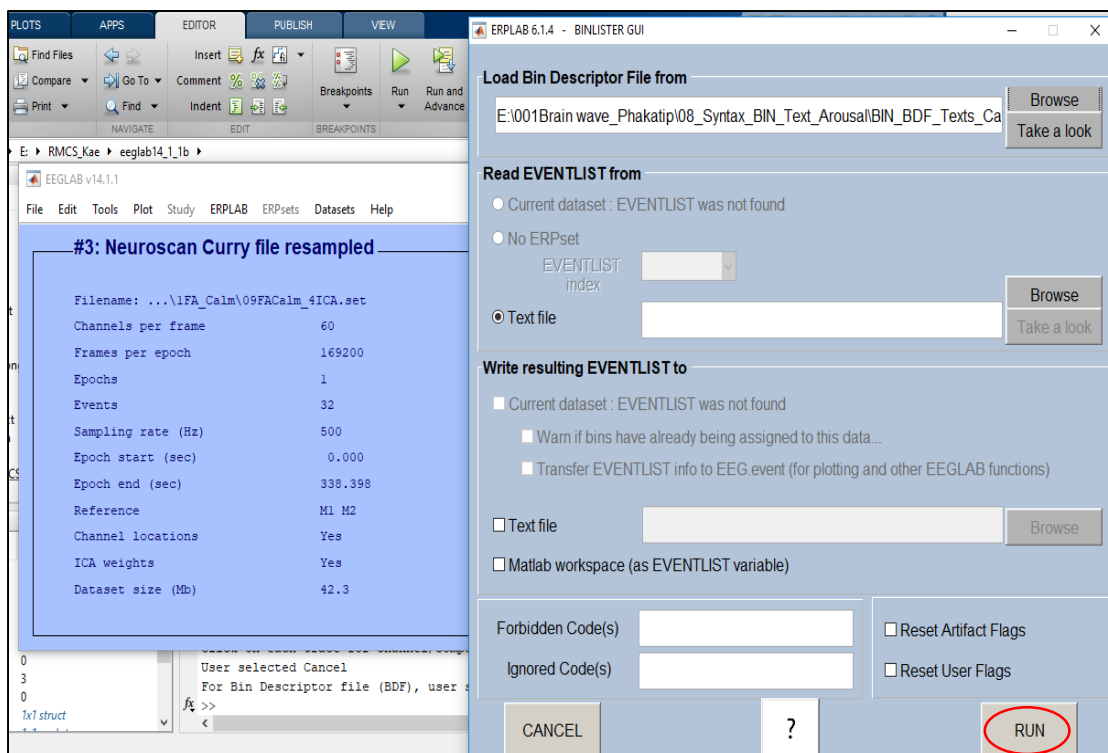 PLOTS APPS EDITOR PUBLISH VIEW
Find Files
Compare
Print
Go To
Find
NAVIGATE
Insert fx
Comment %
Indent
EDIT
Breakpoints
BREAKPOINTS
Run
Run and
Advance
E: RMCS_Kae eeglab14_1_1b
EEGLAB v14.1.1
File Edit Tools Plot Study ERPLAB ERPsets Datasets Help
#3: Neuroscan Curry file resampled
Filename: ...\1FA_Calm\09FACalm_4ICA.set
Channels per frame 60
Frames per epoch 169200
Epochs 1
Events 32
Sampling rate (Hz) 500
Epoch start (sec) 0.000
Epoch end (sec) 338.398
Reference M1 M2
Channel locations Yes
ICA weights Yes
Dataset size (Mb) 42.3
0
3
0
1x1 struct
User selected Cancel
For Bin Descriptor file (BDF), user s
fx >>
ERPLAB 6.1.4 - BINLISTER GUI
Load Bin Descriptor File from
E:\001Brain wave_Phakatip\08_Syntax_BIN_Text_Arousal\BIN_BDF_Texts_Ca
Browse
Take a look
Read EVENTLIST from
Current dataset : EVENTLIST was not found
No ERPset
EVENTLIST
index
Text file
Browse
Take a look
Write resulting EVENTLIST to
Current dataset : EVENTLIST was not found
Warn if bins have already being assigned to this data...
Transfer EVENTLIST info to EEG.event (for plotting and other EEGLAB functions)
Text file
Browse
Matlab workspace (as EVENTLIST variable)
Forbidden Code(s)
Ignored Code(s)
Reset Artifact Flags
Reset User Flags
CANCEL
?
RUN